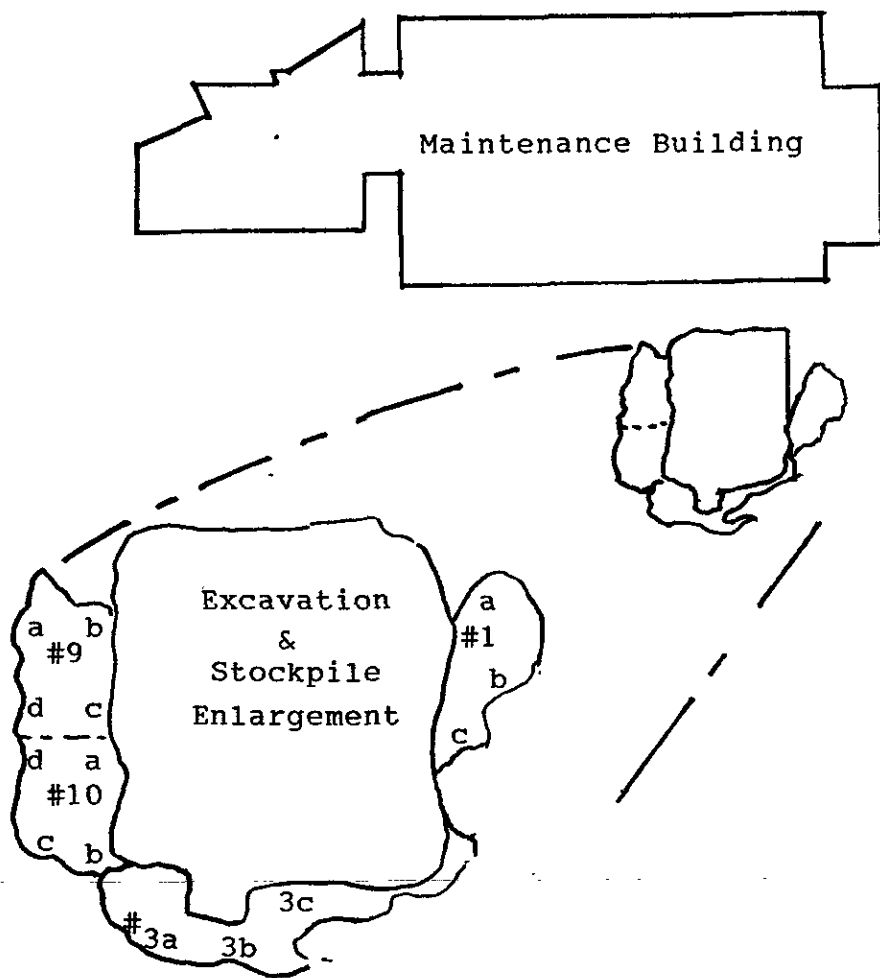 Maintenance Building
Excavation
&
Stockpile
Enlargement
a b
#9
d c
d a
#10
c b
a
#1
b
c
3c
#3a 3b